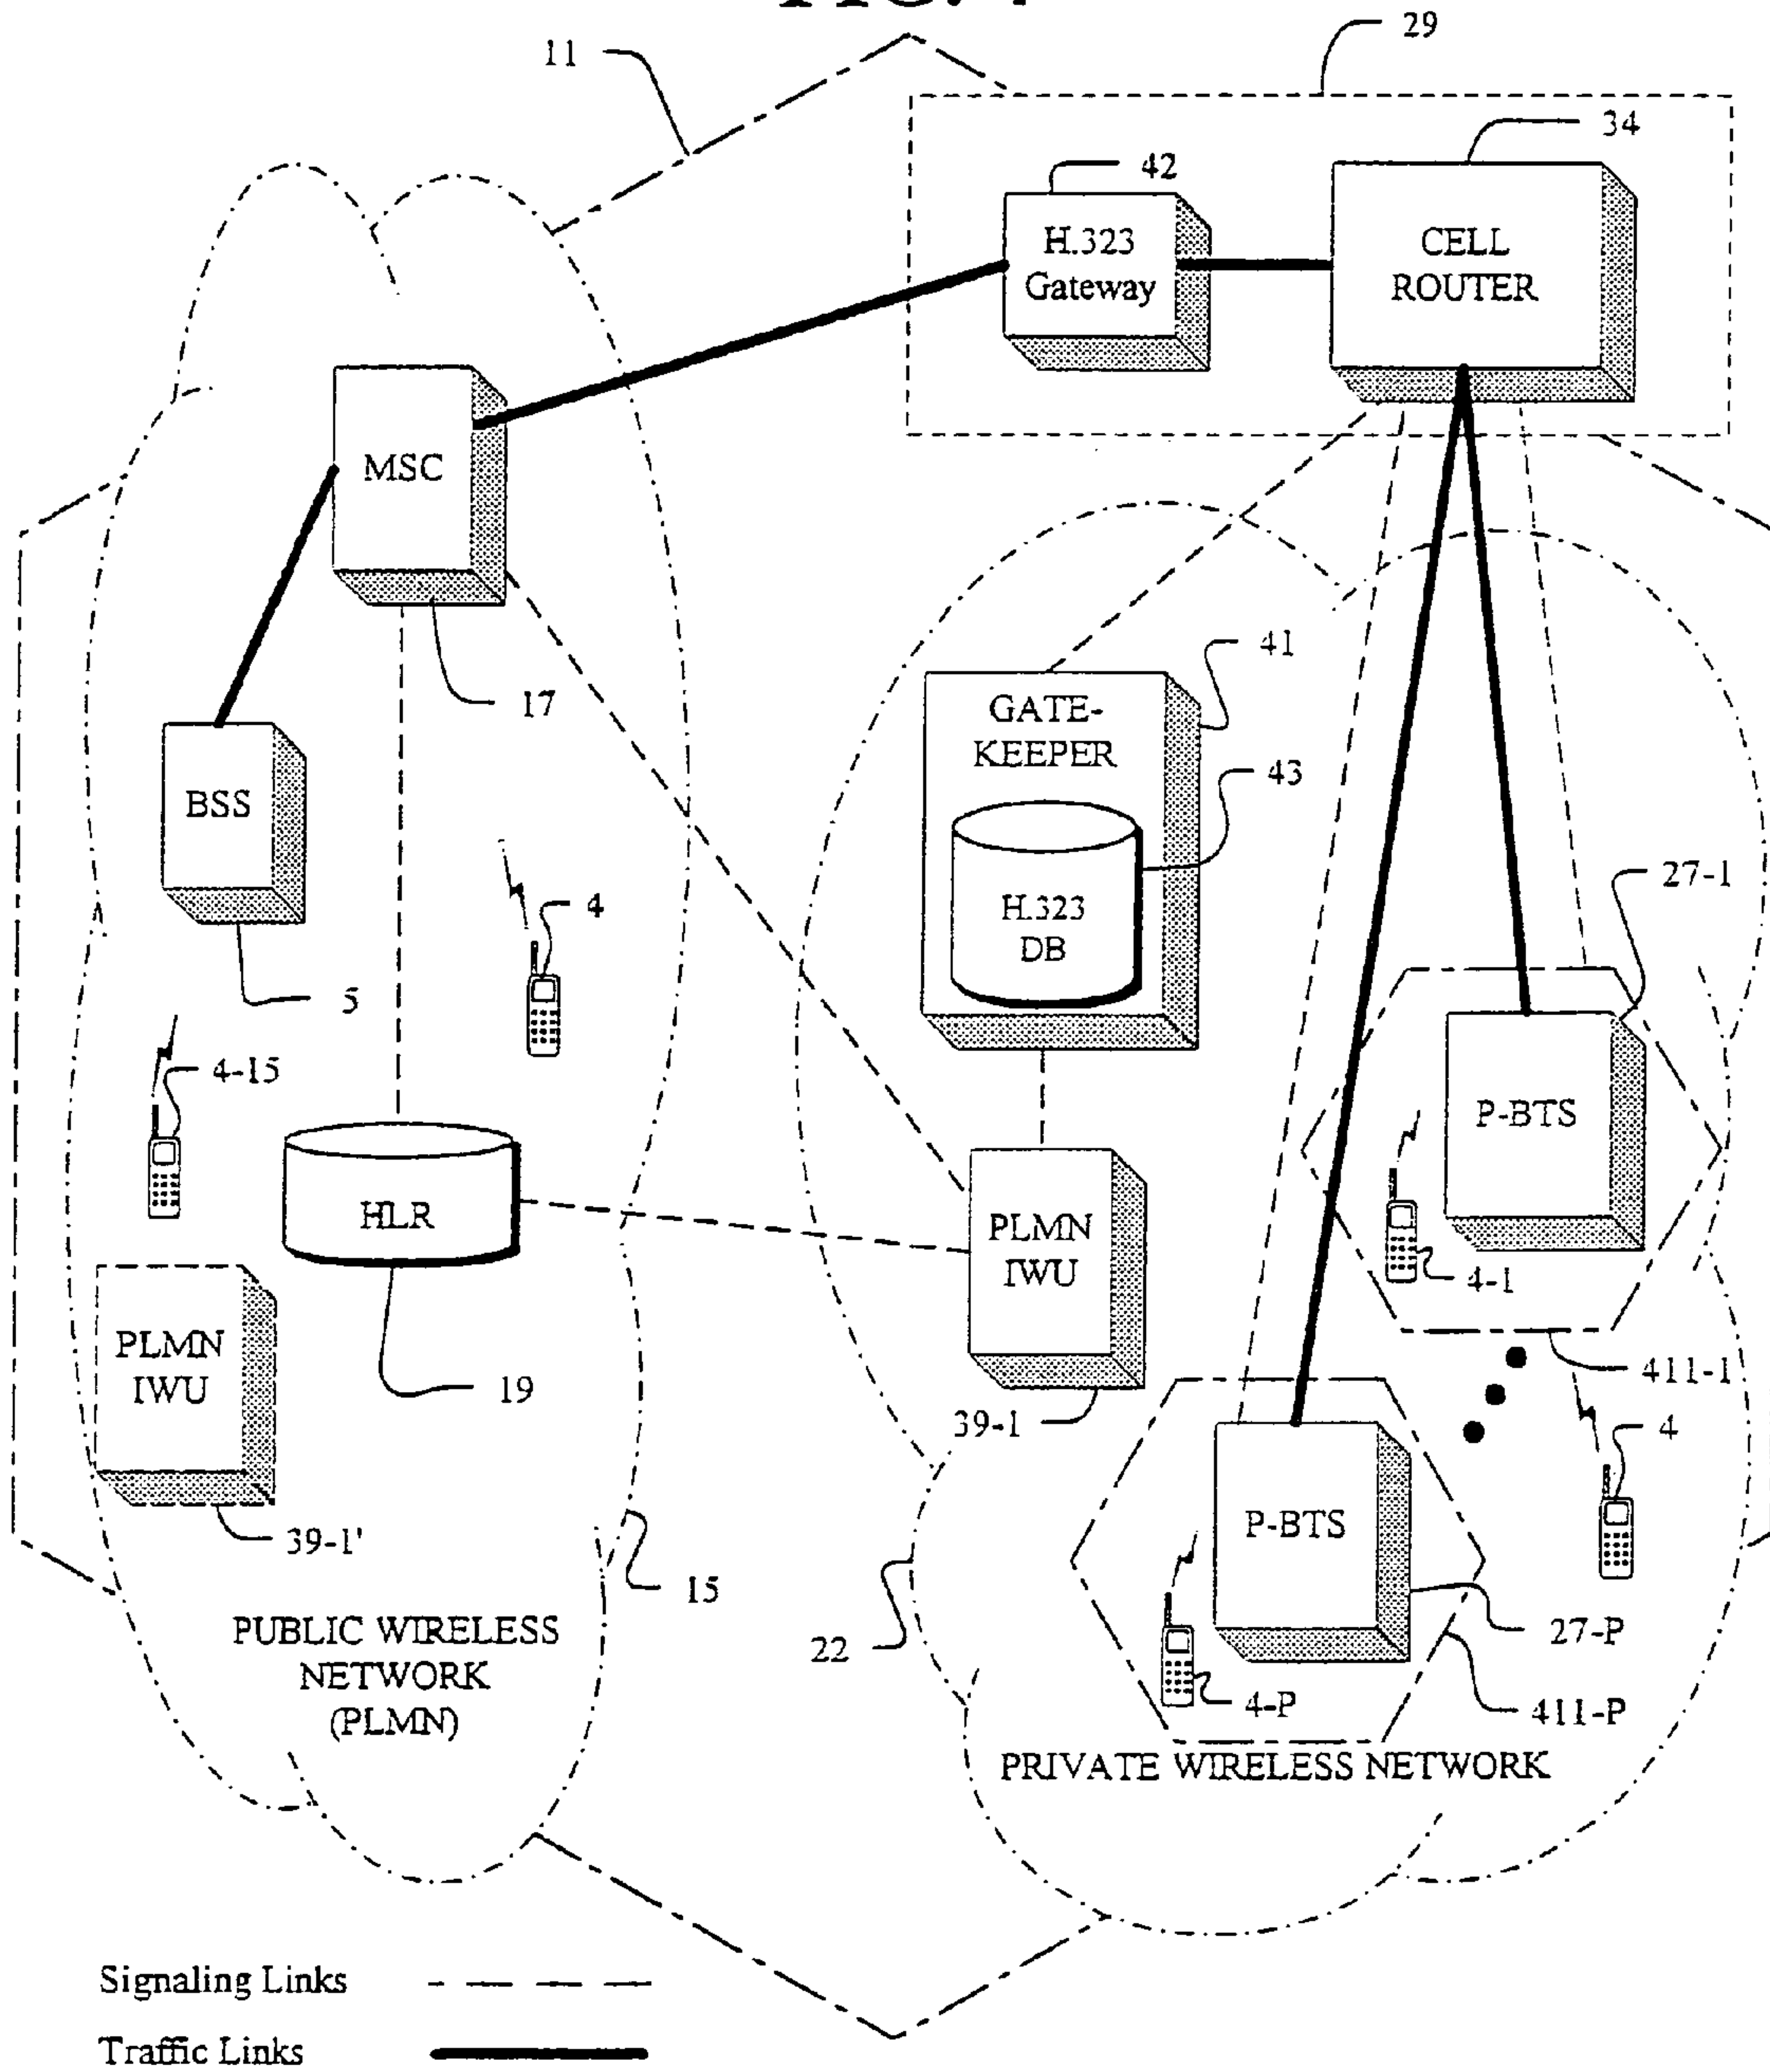 11
29
34
42
H.323
Gateway
CELL
ROUTER
MSC
17
41
GATE-
KEEPER
43
BSS
H.323
DB
27-1
4
5
4-15
P-BTS
HLR
PLMN
IWU
4-1
PLMN
IWU
19
411-1
39-1
4
P-BTS
39-1'
15
22
27-P
PUBLIC WIRELESS
NETWORK
(PLMN)
4-P
411-P
PRIVATE WIRELESS NETWORK
Signaling Links
Traffic Links